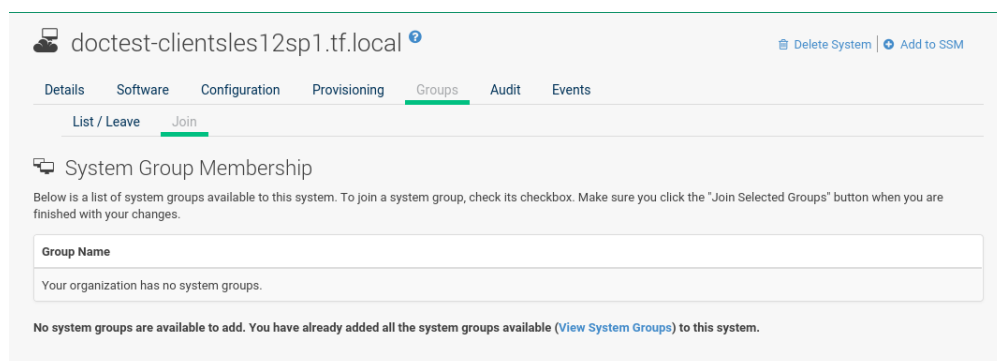 doctest-clientsles12sp1.tf.local ?
Delete System | Add to SSM
Details Software Configuration Provisioning Groups Audit Events
List / Leave Join
System Group Membership
Below is a list of system groups available to this system. To join a system group, check its checkbox. Make sure you click the "Join Selected Groups" button when you are
finished with your changes.
Group Name
Your organization has no system groups.
No system groups are available to add. You have already added all the system groups available (View System Groups) to this system.